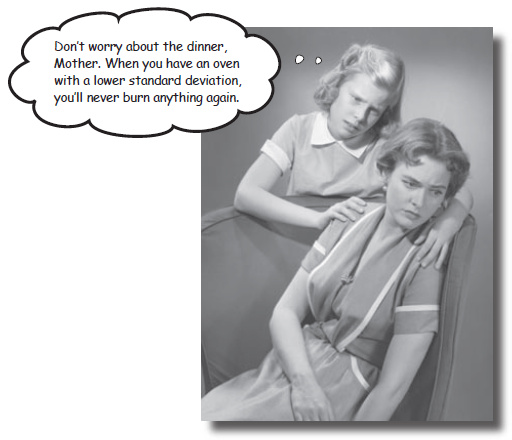 Don't worry about the dinner,
Mother. When you have an oven
with a lower standard deviation,
you'll never burn anything again.